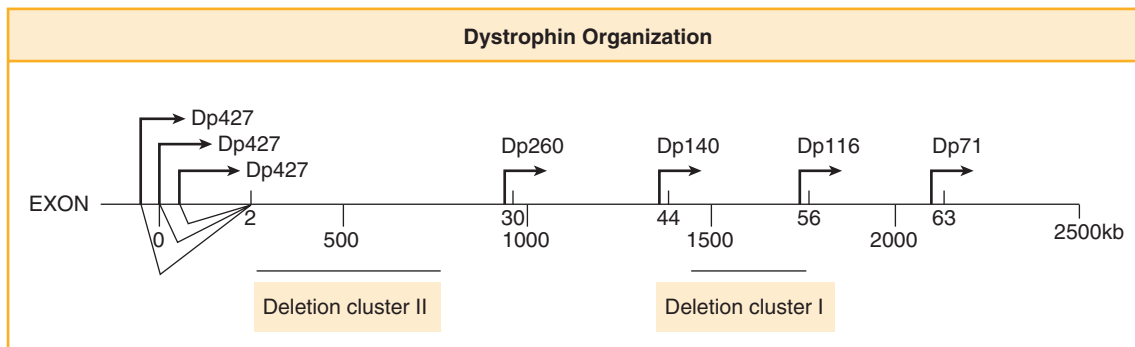 Dystrophin Organization
Dp427
Dp427
Dp427
Dp260
Dp140
Dp116
Dp71
EXON
2
30
44
56
63
0
500
1000
1500
2000
2500kb
Deletion cluster II
Deletion cluster I